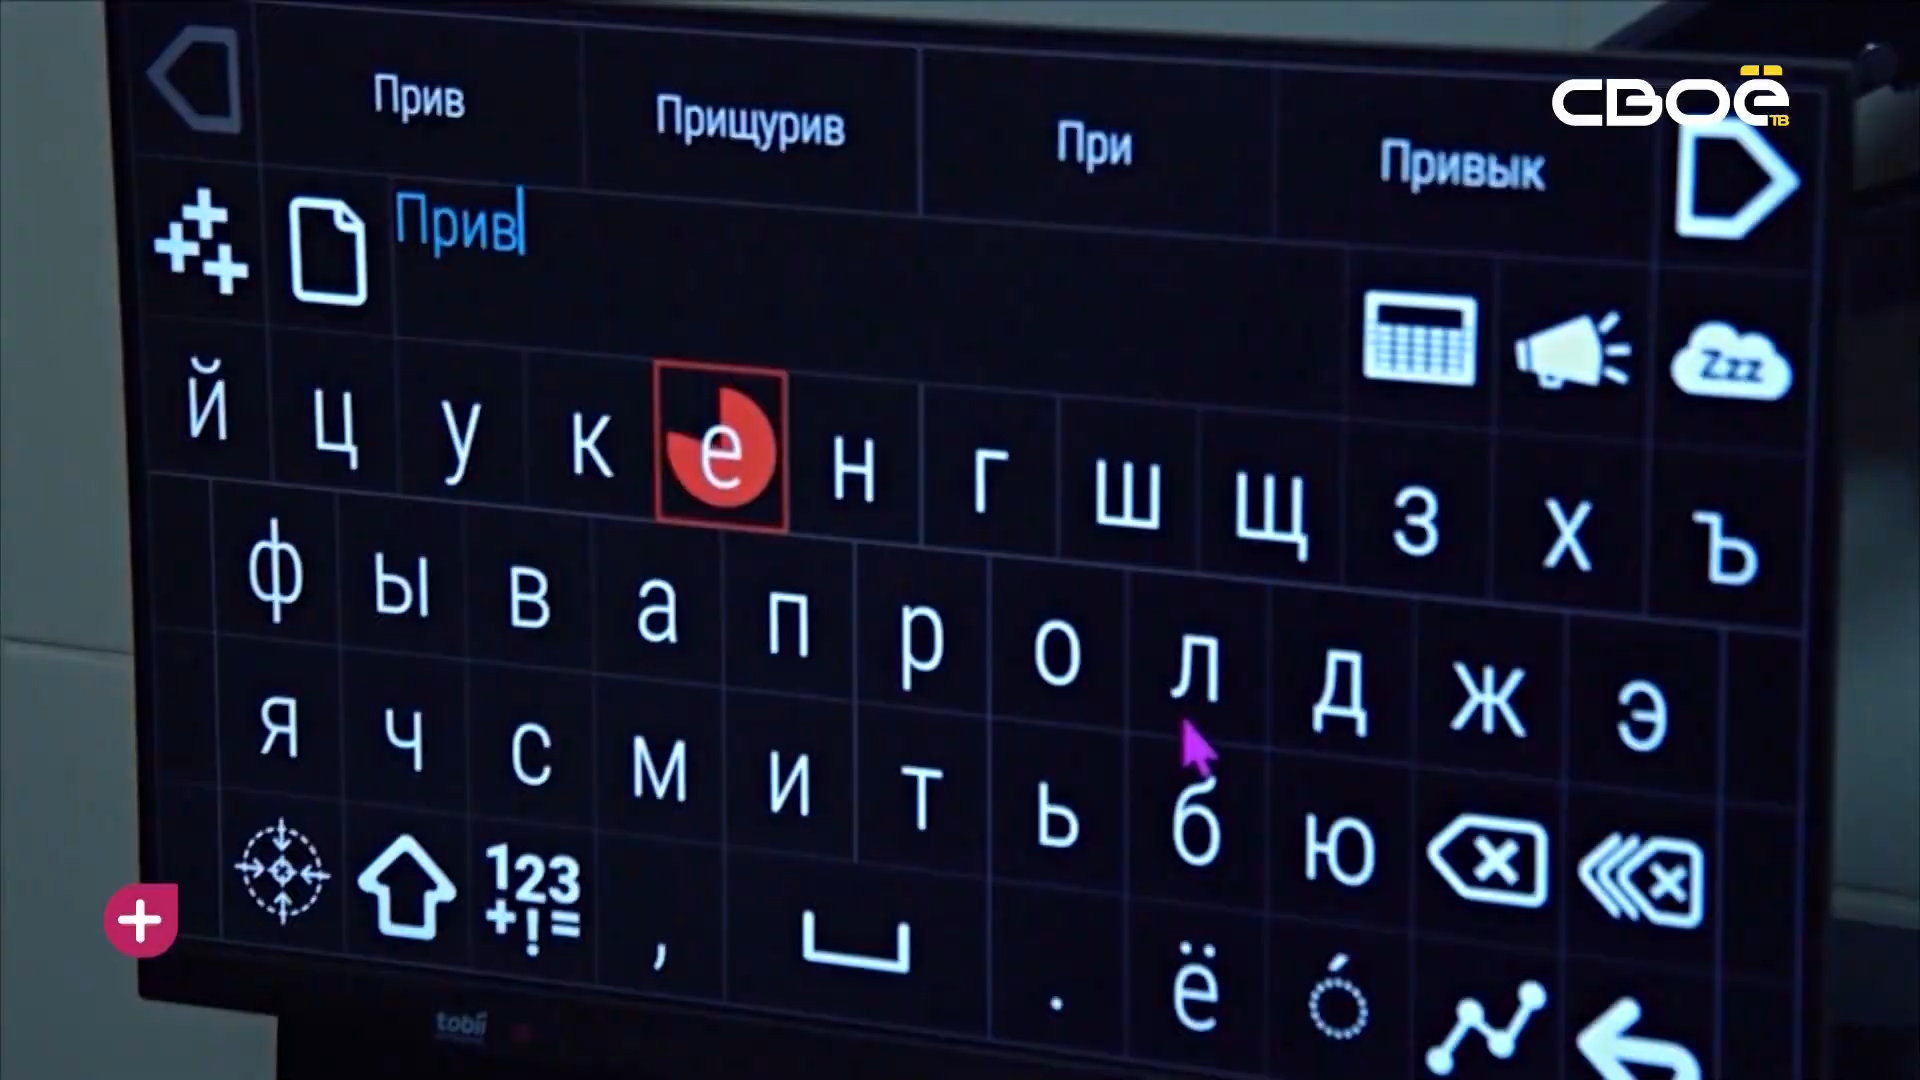 СВОЁ ТВ
Прив Прищурив При Привык
Прив
Zzz
й ц у к е н г ш щ з х ъ
ф ы в а п р о л д ж э
я ч с м и т ь б ю
123 , . ё ó
+!=
tobii